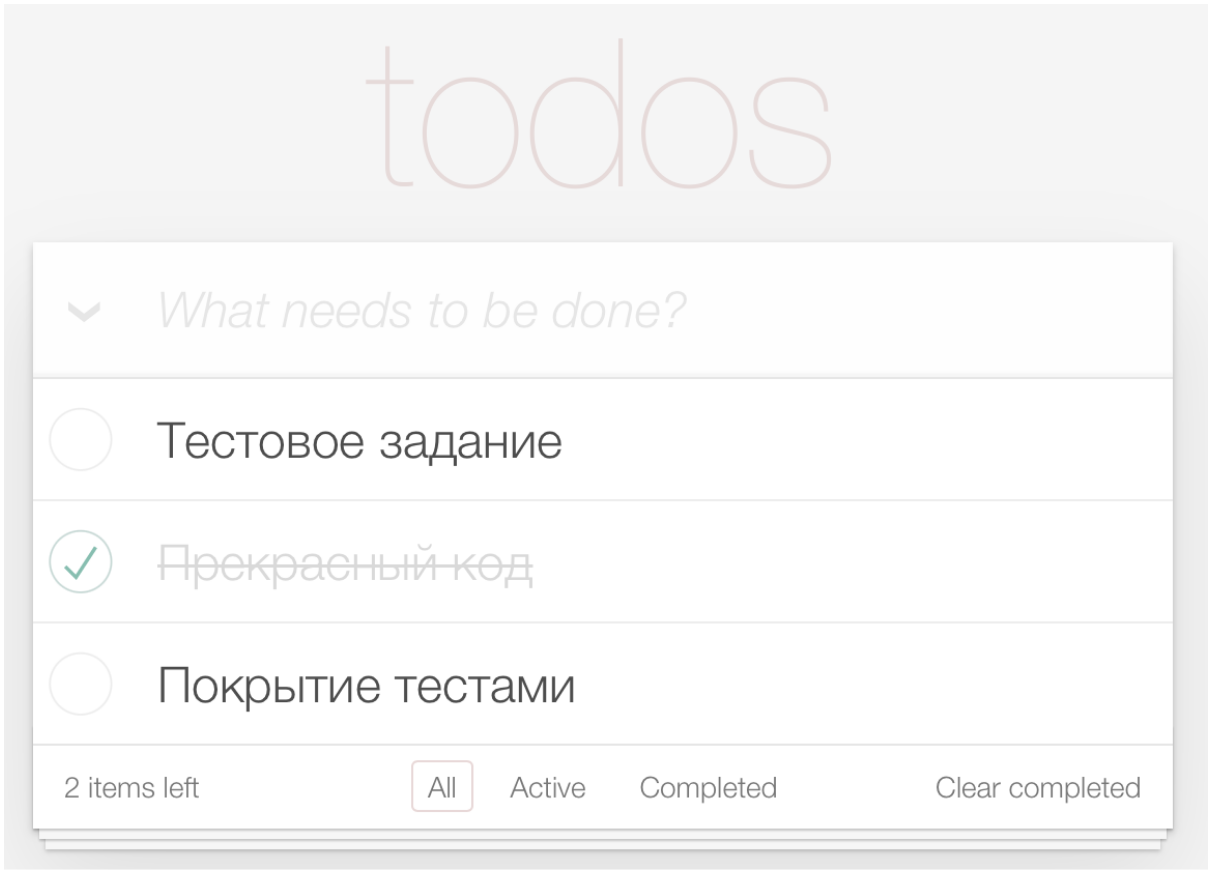 todos
What needs to be done?
Тестовое задание
Прекрасный код
Покрытие тестами
2 items left All Active Completed Clear completed